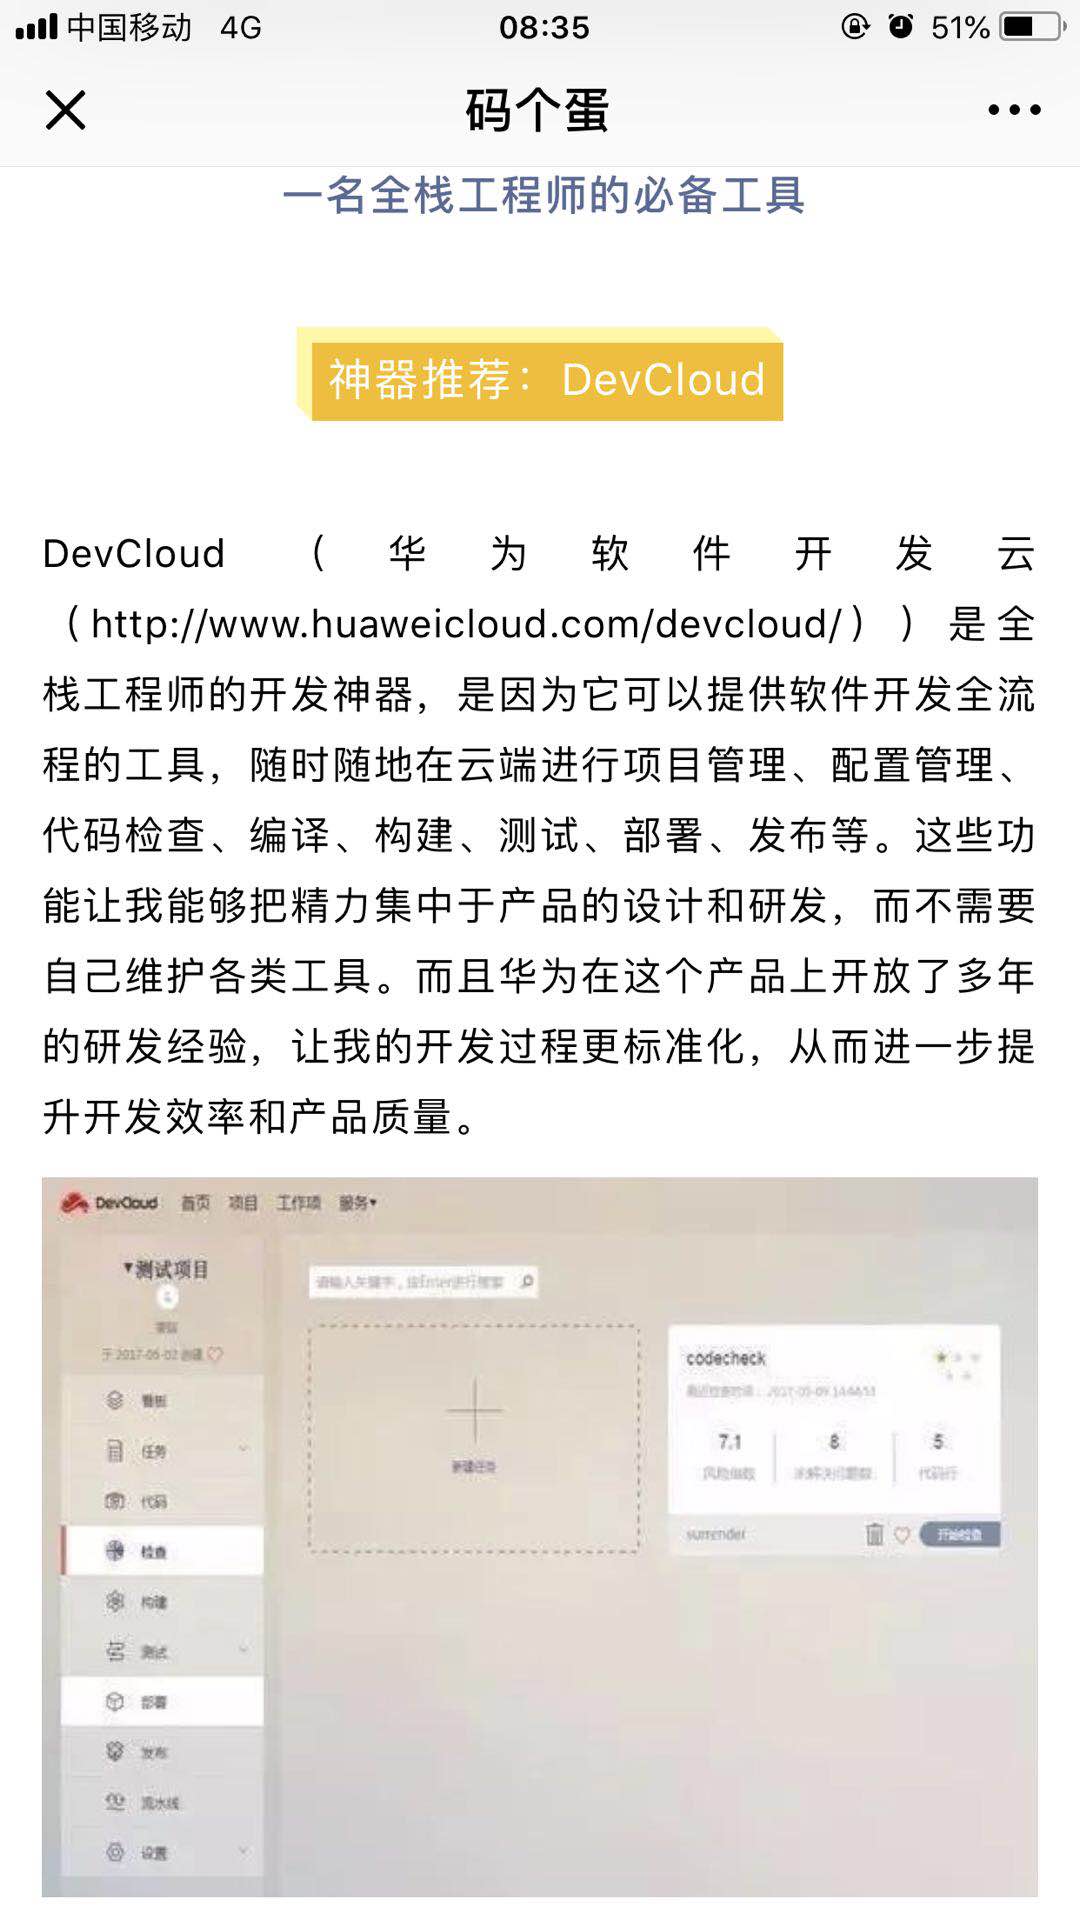 中国移动 4G 08:35 51%
码个蛋
一名全栈工程师的必备工具
神器推荐：DevCloud
DevCloud（华为软件开发云
（http://www.huaweicloud.com/devcloud/））是全
栈工程师的开发神器，是因为它可以提供软件开发全流
程的工具，随时随地在云端进行项目管理、配置管理、
代码检查、编译、构建、测试、部署、发布等。这些功
能让我能够把精力集中于产品的设计和研发，而不需要
自己维护各类工具。而且华为在这个产品上开放了多年
的研发经验，让我的开发过程更标准化，从而进一步提
升开发效率和产品质量。
DevCloud 首页 项目 工作项 服务▾
▾测试项目
于 2017-05-02 创建
看板
任务
代码
检查
构建
测试
部署
发布
流水线
设置
请输入关键字，按Enter进行搜索
新建任务
codecheck
最近检查时间：2017-05-09
7.1 8 5
风险指数 未解决问题数 代码行
surrender 开始检查